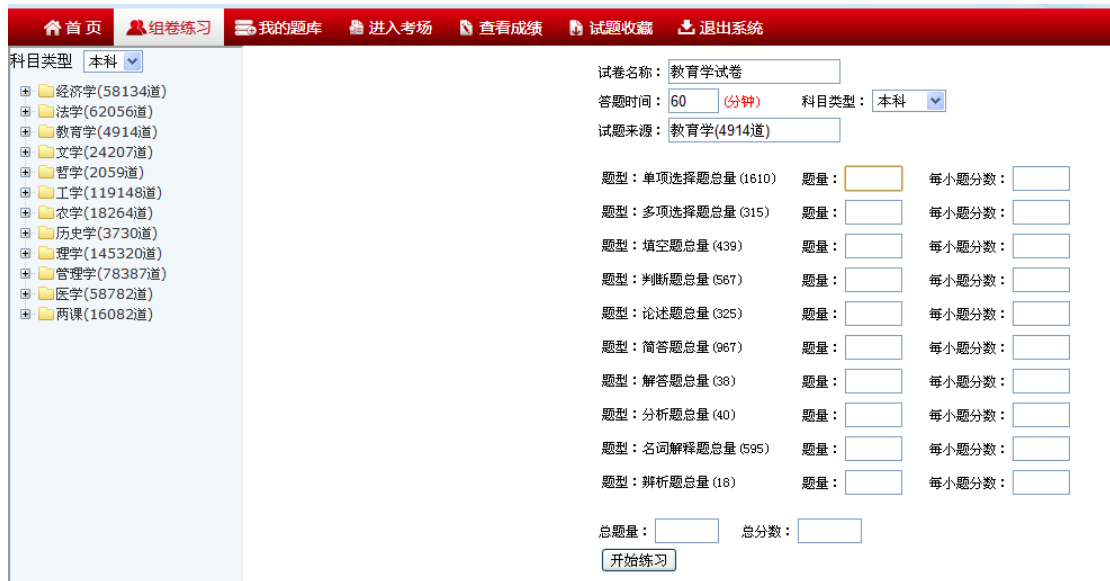 首 页 组卷练习 我的题库 进入考场 查看成绩 试题收藏 退出系统
科目类型 本科
经济学(58134道)
法学(62056道)
教育学(4914道)
文学(24207道)
哲学(2059道)
工学(119148道)
农学(18264道)
历史学(3730道)
理学(145320道)
管理学(78387道)
医学(58782道)
两课(16082道)
试卷名称：教育学试卷
答题时间：60 (分钟) 科目类型：本科
试题来源：教育学(4914道)
题型：单项选择题总量(1610) 题量： 每小题分数：
题型：多项选择题总量(315) 题量： 每小题分数：
题型：填空题总量(439) 题量： 每小题分数：
题型：判断题总量(567) 题量： 每小题分数：
题型：论述题总量(325) 题量： 每小题分数：
题型：简答题总量(967) 题量： 每小题分数：
题型：解答题总量(38) 题量： 每小题分数：
题型：分析题总量(40) 题量： 每小题分数：
题型：名词解释题总量(595) 题量： 每小题分数：
题型：辨析题总量(18) 题量： 每小题分数：
总题量： 总分数：
开始练习